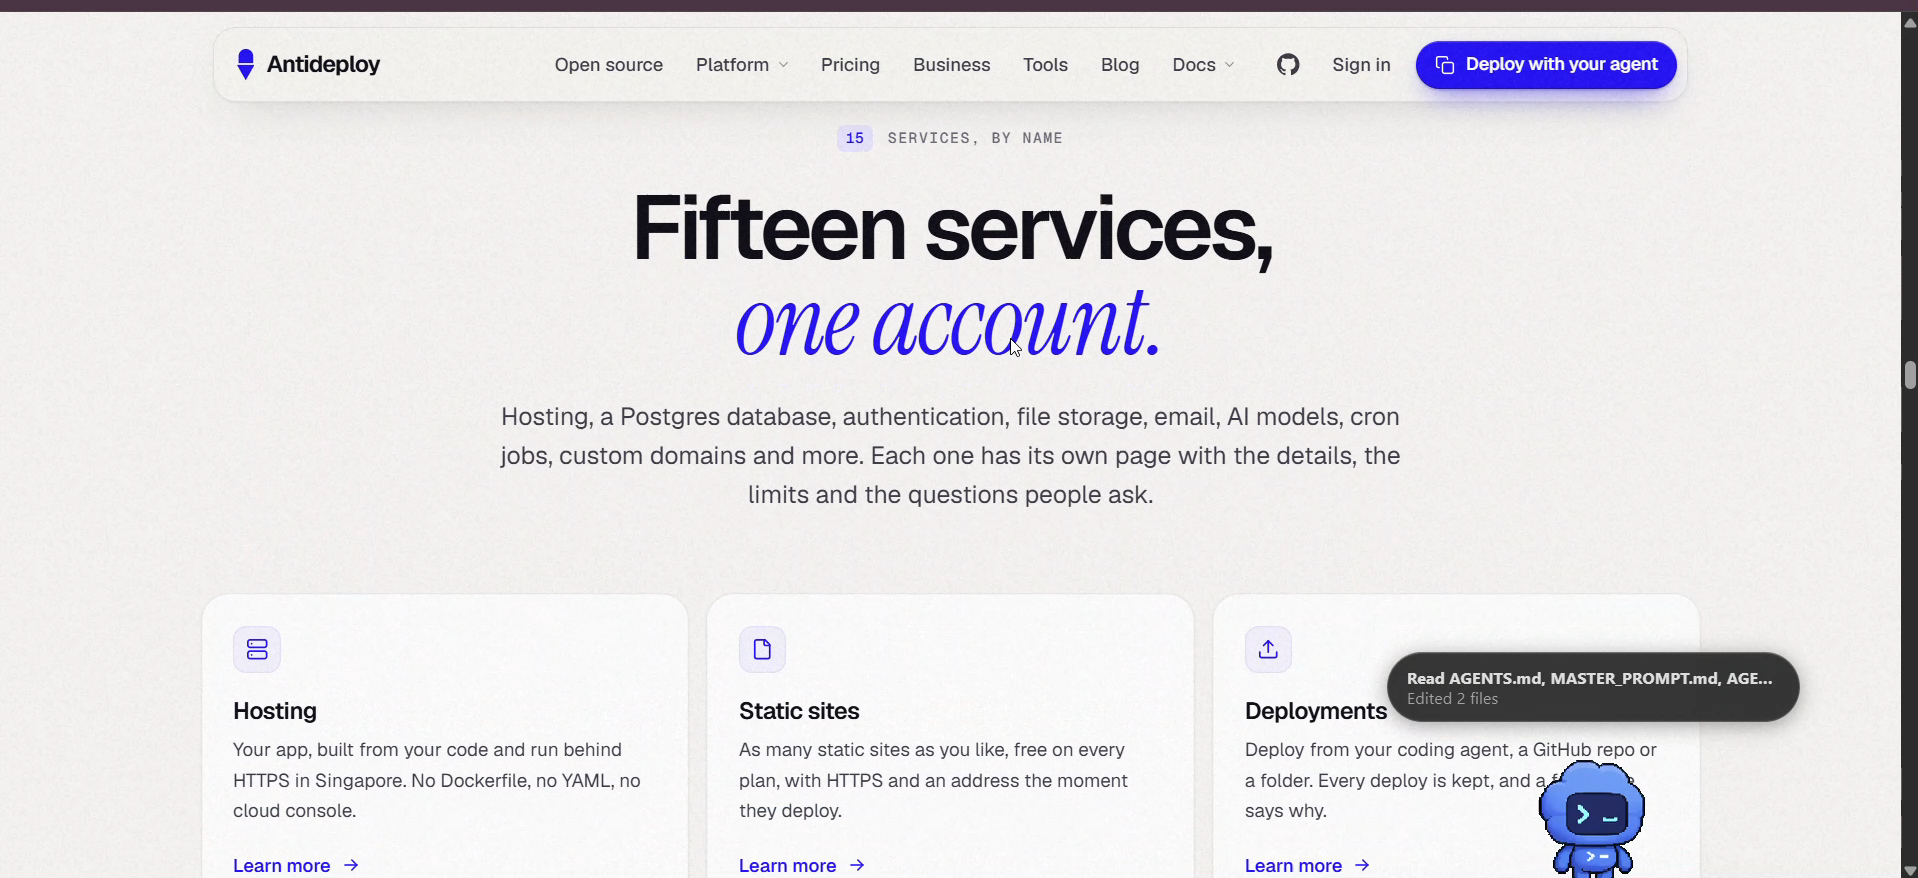 Antideploy
Open source
Platform
Pricing
Business
Tools
Blog
Docs
Sign in
Deploy with your agent
15 SERVICES, BY NAME
Fifteen services,
one account.
Hosting, a Postgres database, authentication, file storage, email, AI models, cron
jobs, custom domains and more. Each one has its own page with the details, the
limits and the questions people ask.
Hosting
Your app, built from your code and run behind
HTTPS in Singapore. No Dockerfile, no YAML, no
cloud console.
Learn more →
Static sites
As many static sites as you like, free on every
plan, with HTTPS and an address the moment
they deploy.
Learn more →
Deployments
Deploy from your coding agent, a GitHub repo or
a folder. Every deploy is kept, and a
says why.
Learn more →
Read AGENTS.md, MASTER_PROMPT.md, AGE...
Edited 2 files